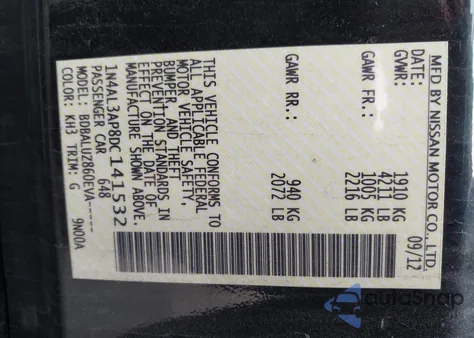 MFD BY NISSAN MOTOR CO., LTD.
DATE: 09/12
GVWR: 1910 KG
4211 LB
GAWR FR: 1005 KG
2216 LB
GAWR RR: 940 KG
2072 LB
THIS VEHICLE CONFORMS TO
ALL APPLICABLE FEDERAL
MOTOR VEHICLE SAFETY,
BUMPER, AND THEFT
PREVENTION STANDARDS IN
EFFECT ON THE DATE OF
MANUFACTURE SHOWN ABOVE.
1N4AL3AP8DC141532
PASSENGER CAR 648
MODEL: BDBALUZ860EVA----- 9N00A
COLOR: KH3 TRIM: G
autoSnap